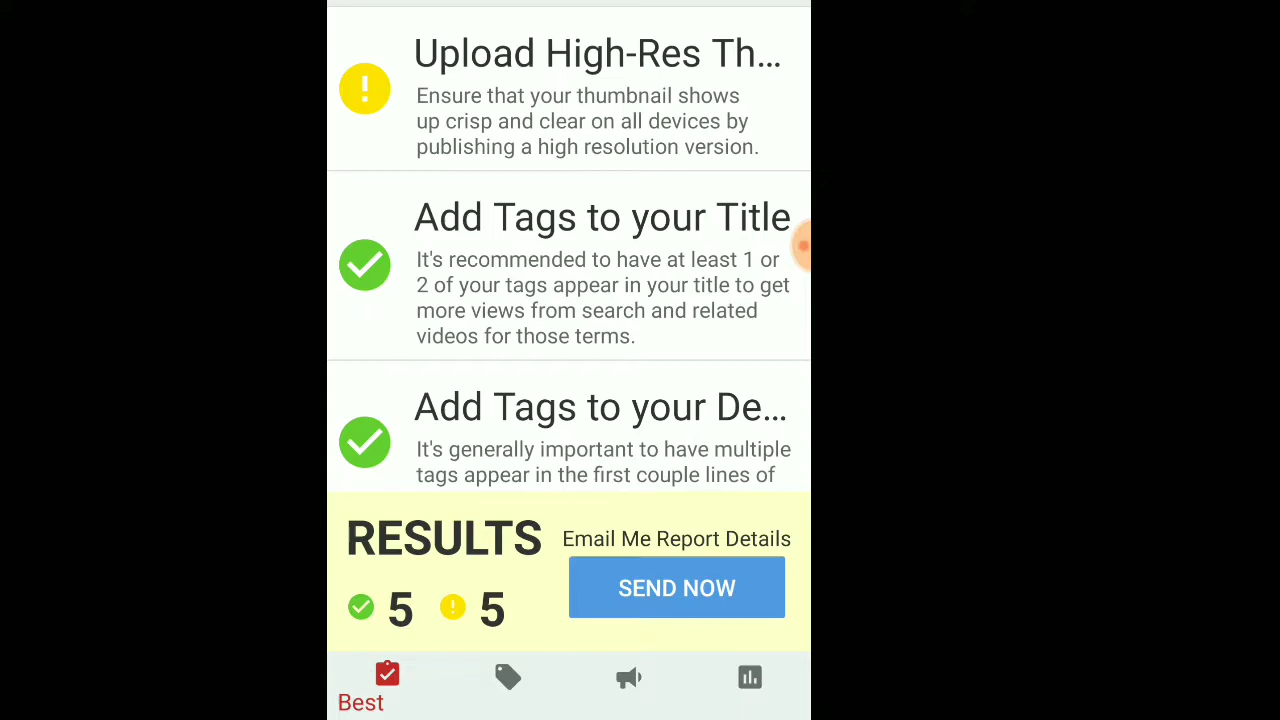 Upload High-Res Th...
Ensure that your thumbnail shows
up crisp and clear on all devices by
publishing a high resolution version.
Add Tags to your Title
It's recommended to have at least 1 or
2 of your tags appear in your title to get
more views from search and related
videos for those terms.
Add Tags to your De...
It's generally important to have multiple
tags appear in the first couple lines of
RESULTS
Email Me Report Details
5
5
SEND NOW
Best